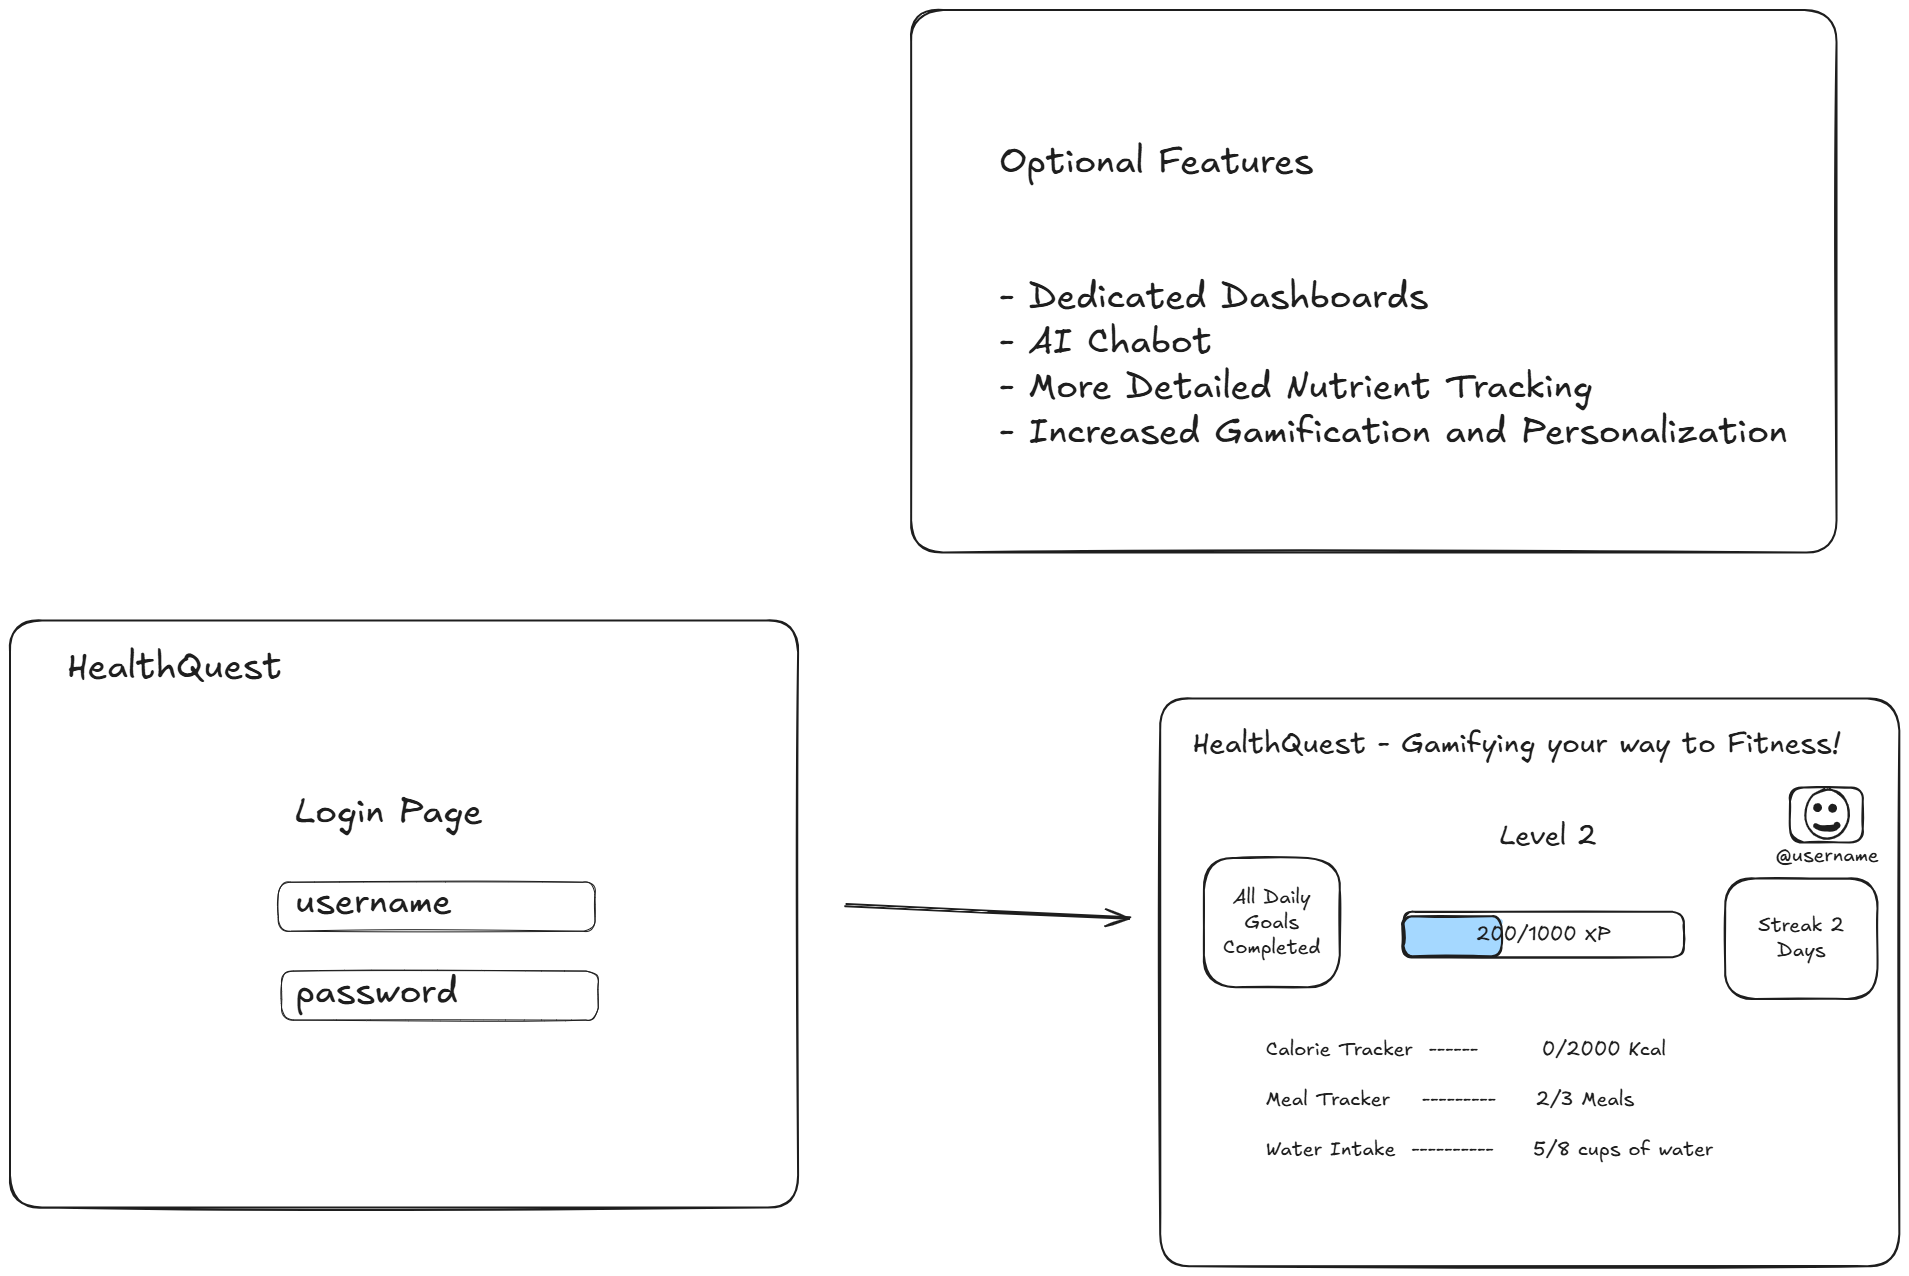 Optional Features
- Dedicated Dashboards
- AI Chabot
- More Detailed Nutrient Tracking
- Increased Gamification and Personalization
HealthQuest
Login Page
username
password
HealthQuest - Gamifying your way to Fitness!
@username
Level 2
All Daily
Goals
Completed
200/1000 XP
Streak 2
Days
Calorie Tracker ------ 0/2000 Kcal
Meal Tracker --------- 2/3 Meals
Water Intake ---------- 5/8 cups of water